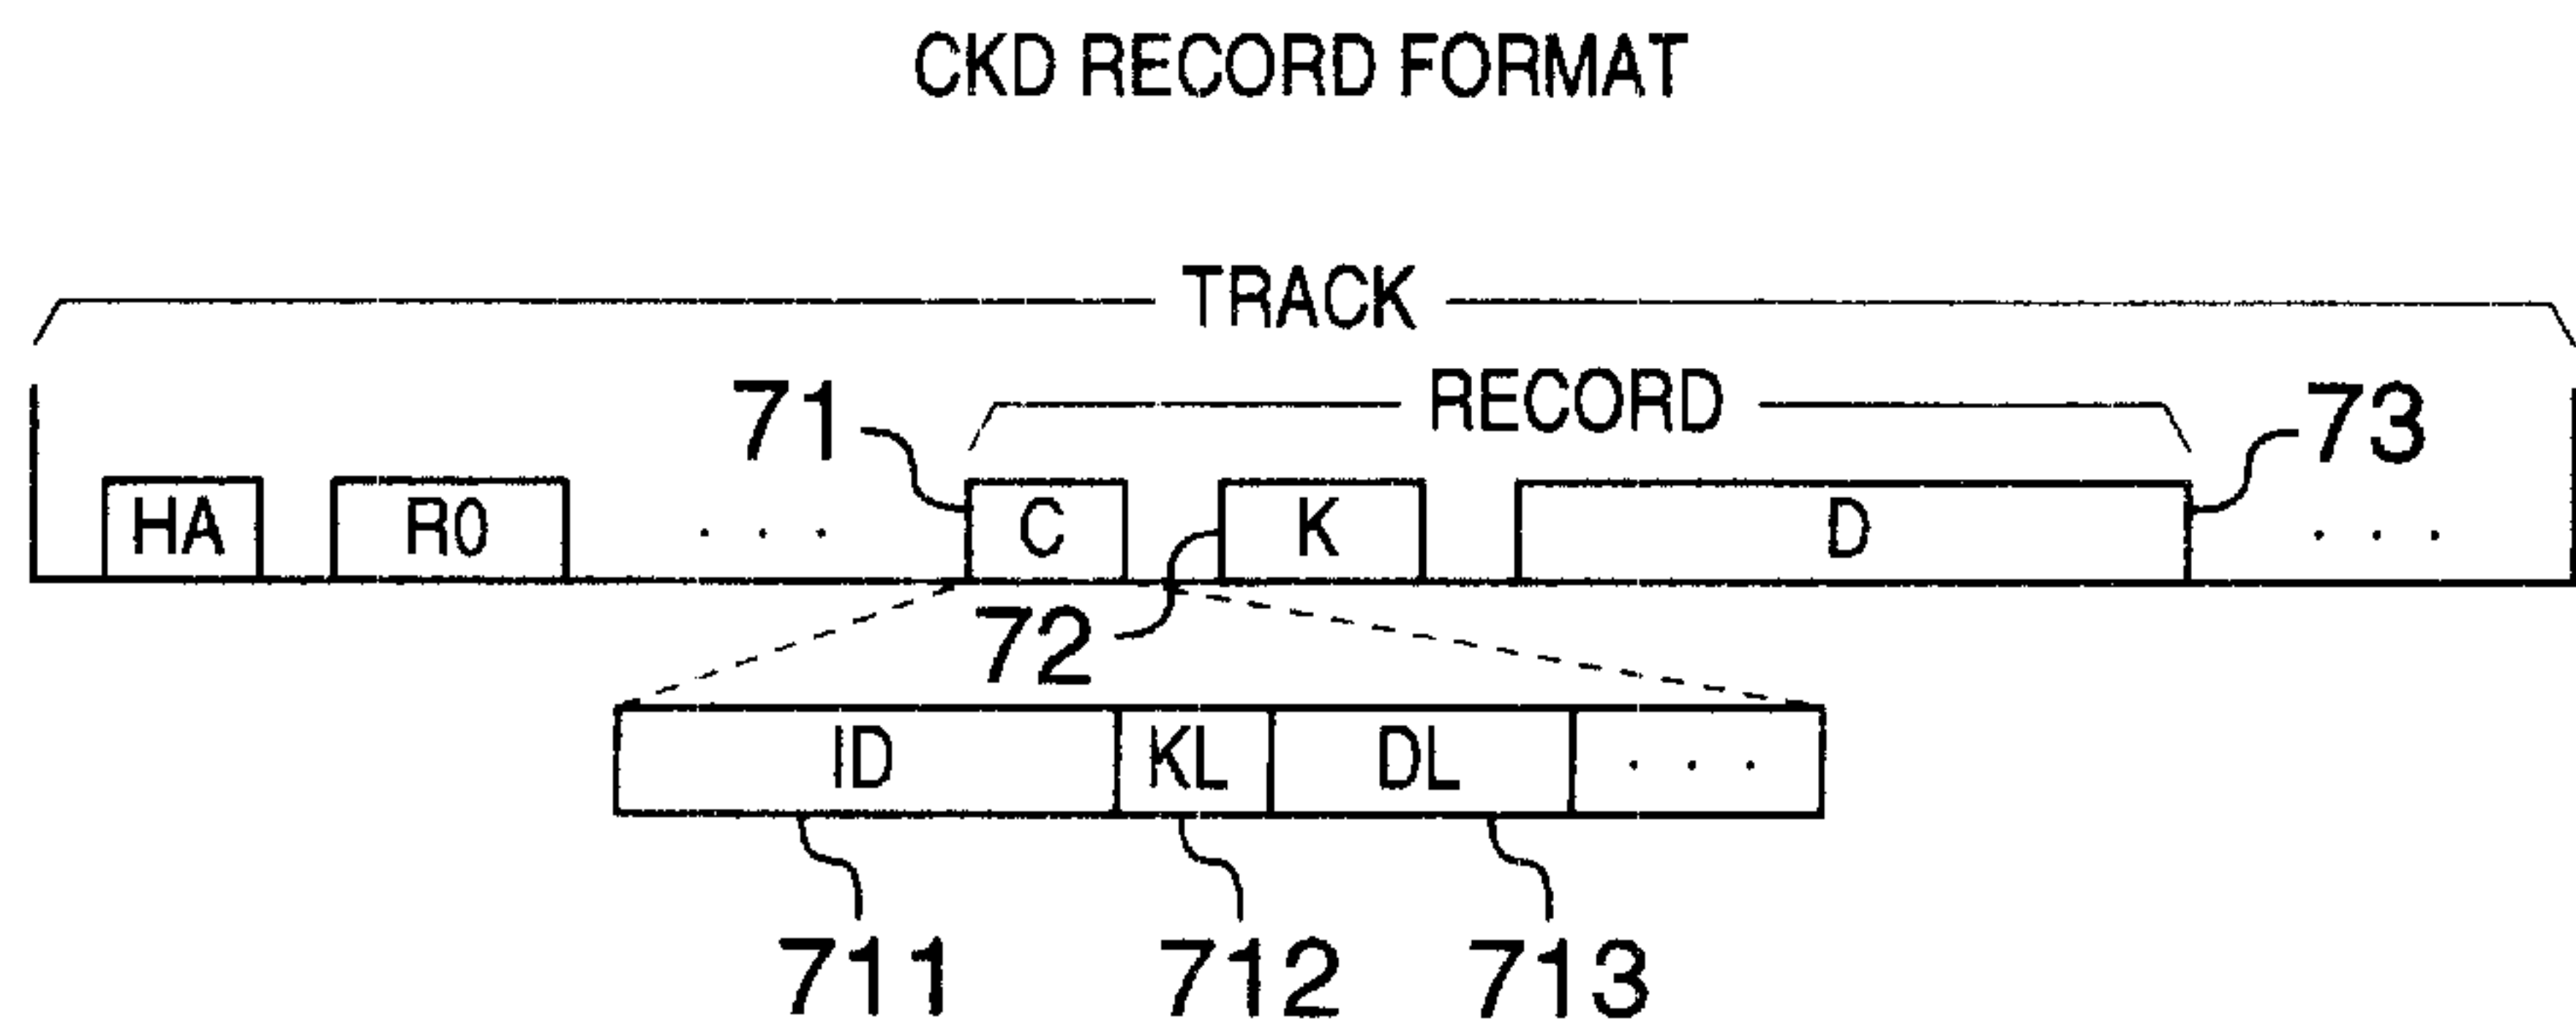 CKD RECORD FORMAT
TRACK
RECORD
71
73
HA R0 . . . C K D . . .
72
ID KL DL . . .
711 712 713